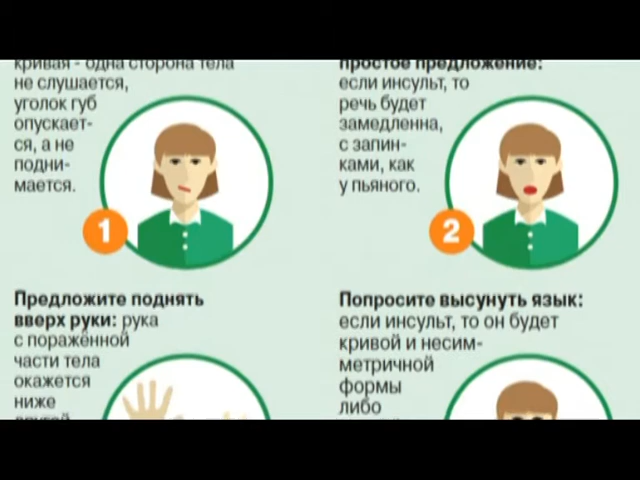 кривая - одна сторона тела
не слушается,
уголок губ
опускает-
ся, а не
подни-
мается.
1
простое предложение:
если инсульт, то
речь будет
замедленна,
с запин-
ками, как
у пьяного.
2
Предложите поднять
вверх руки: рука
с поражённой
части тела
окажется
ниже
другой
Попросите высунуть язык:
если инсульт, то он будет
кривой и несим-
метричной
формы
либо